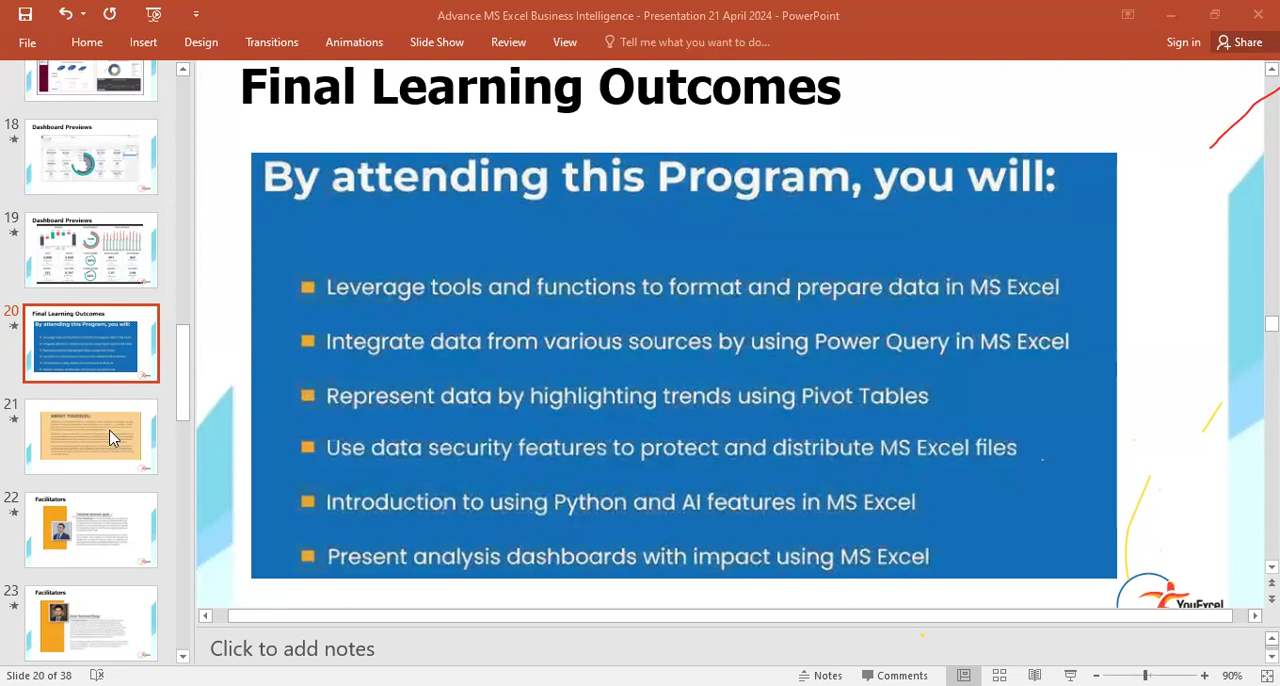 Advance MS Excel Business Intelligence - Presentation 21 April 2024 - PowerPoint
File Home Insert Design Transitions Animations Slide Show Review View Tell me what you want to do... Sign in Share
18
Dashboard Previews
19
Dashboard Previews
20
Final Learning Outcomes
By attending this Program, you will:
21
ABOUT YOUEXCEL:
22
Facilitators
23
Facilitators
Final Learning Outcomes
By attending this Program, you will:
Leverage tools and functions to format and prepare data in MS Excel
Integrate data from various sources by using Power Query in MS Excel
Represent data by highlighting trends using Pivot Tables
Use data security features to protect and distribute MS Excel files
Introduction to using Python and AI features in MS Excel
Present analysis dashboards with impact using MS Excel
YouExcel
Click to add notes
Slide 20 of 38 Notes Comments 90%